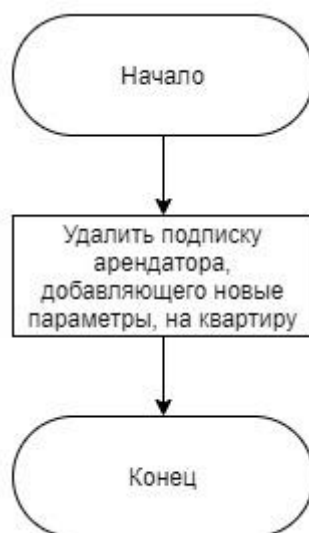 Начало
Удалить подписку
арендатора,
добавляющего новые
параметры, на квартиру
Конец